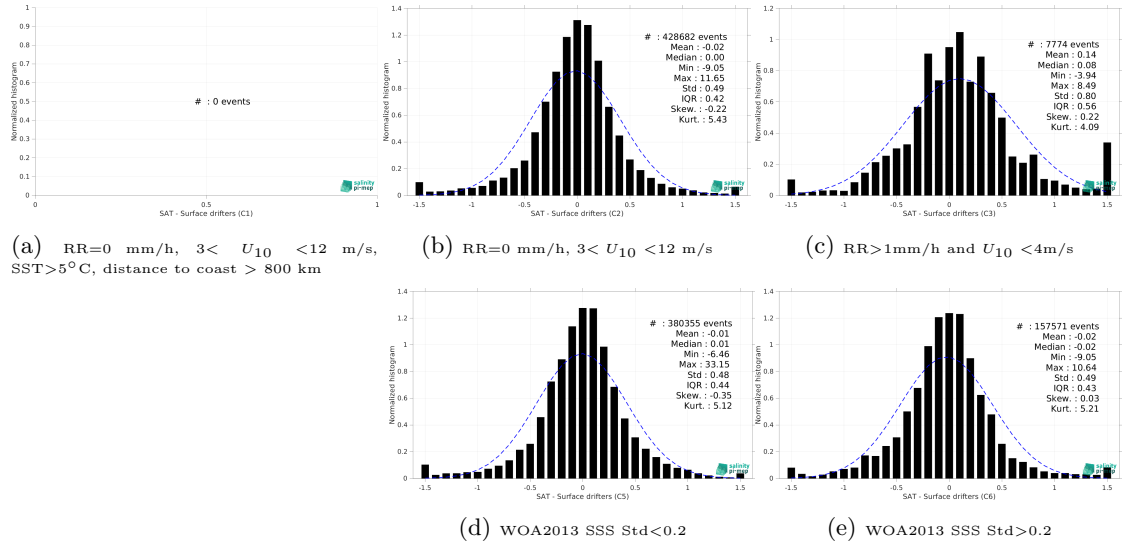 1
0.9
0.8
0.7
0.6
0.5
0.4
0.3
0.2
0.1
0
Normalized histogram
# : 0 events
salinity
pi-mep
0
0.5
1
SAT - Surface drifters (C1)
(a) RR=0 mm/h, 3< U10 <12 m/s,
SST>5°C, distance to coast > 800 km
1.4
1.2
1
0.8
0.6
0.4
0.2
0
Normalized histogram
# : 428682 events
Mean : -0.02
Median : 0.00
Min : -9.05
Max : 11.65
Std : 0.49
IQR : 0.42
Skew. : -0.22
Kurt. : 5.43
salinity
pi-mep
-1.5 -1 -0.5 0 0.5 1 1.5
SAT - Surface drifters (C2)
(b) RR=0 mm/h, 3< U10 <12 m/s
1.2
1
0.8
0.6
0.4
0.2
0
Normalized histogram
# : 7774 events
Mean : 0.14
Median : 0.08
Min : -3.94
Max : 8.49
Std : 0.80
IQR : 0.56
Skew. : 0.22
Kurt. : 4.09
salinity
pi-mep
-1.5 -1 -0.5 0 0.5 1 1.5
SAT - Surface drifters (C3)
(c) RR>1mm/h and U10 <4m/s
1.4
1.2
1
0.8
0.6
0.4
0.2
0
Normalized histogram
# : 380355 events
Mean : -0.01
Median : 0.01
Min : -6.46
Max : 33.15
Std : 0.48
IQR : 0.44
Skew. : -0.35
Kurt. : 5.12
salinity
pi-mep
-1.5 -1 -0.5 0 0.5 1 1.5
SAT - Surface drifters (C5)
(d) WOA2013 SSS Std<0.2
1.4
1.2
1
0.8
0.6
0.4
0.2
0
Normalized histogram
# : 157571 events
Mean : -0.02
Median : -0.02
Min : -9.05
Max : 10.64
Std : 0.49
IQR : 0.43
Skew. : 0.03
Kurt. : 5.21
salinity
pi-mep
-1.5 -1 -0.5 0 0.5 1 1.5
SAT - Surface drifters (C6)
(e) WOA2013 SSS Std>0.2